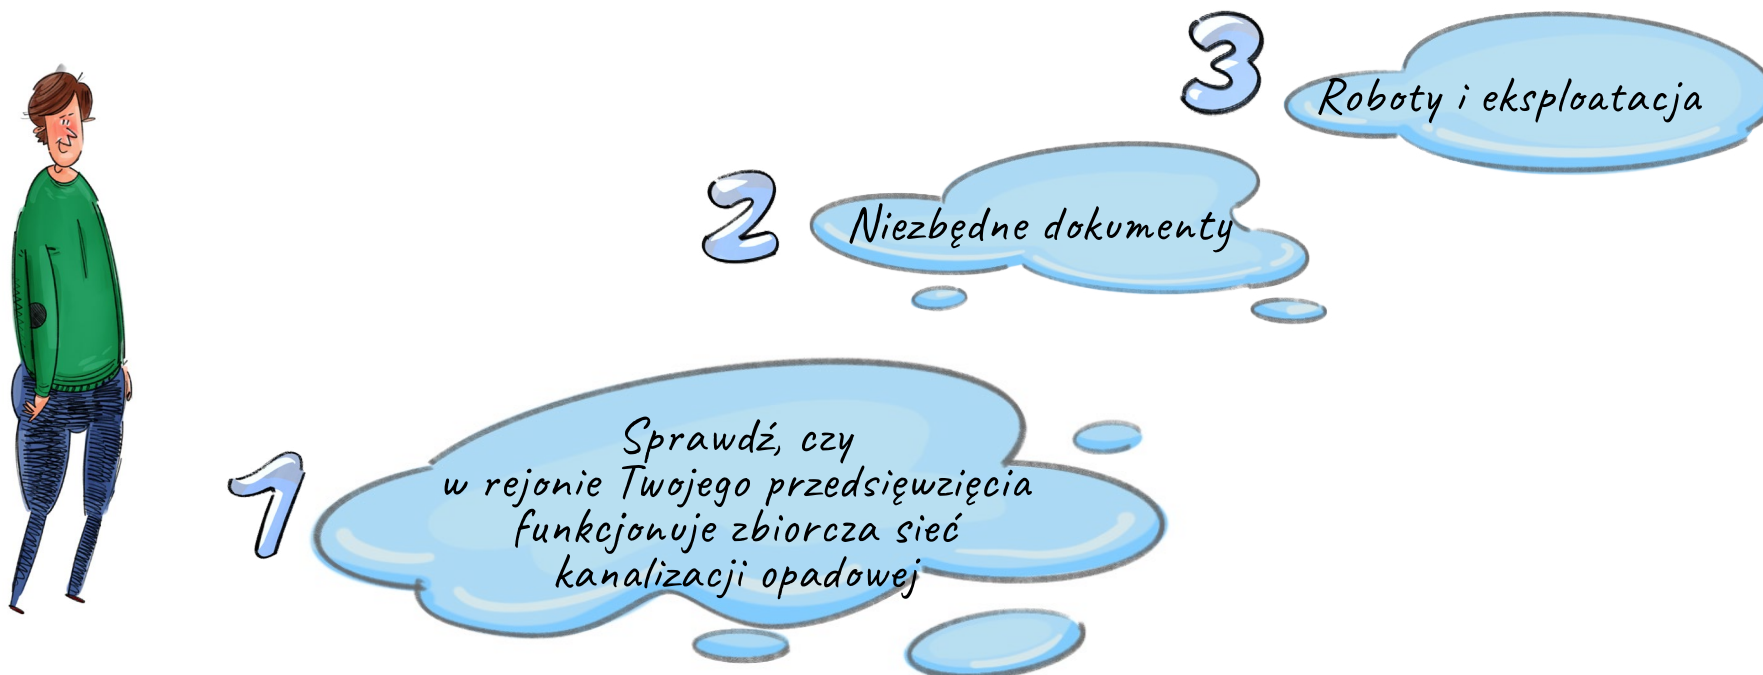 1
Sprawdź, czy
w rejonie Twojego przedsięwzięcia
funkcjonuje zbiorcza sieć
kanalizacji opadowej
2
Niezbędne dokumenty
3
Roboty i eksploatacja